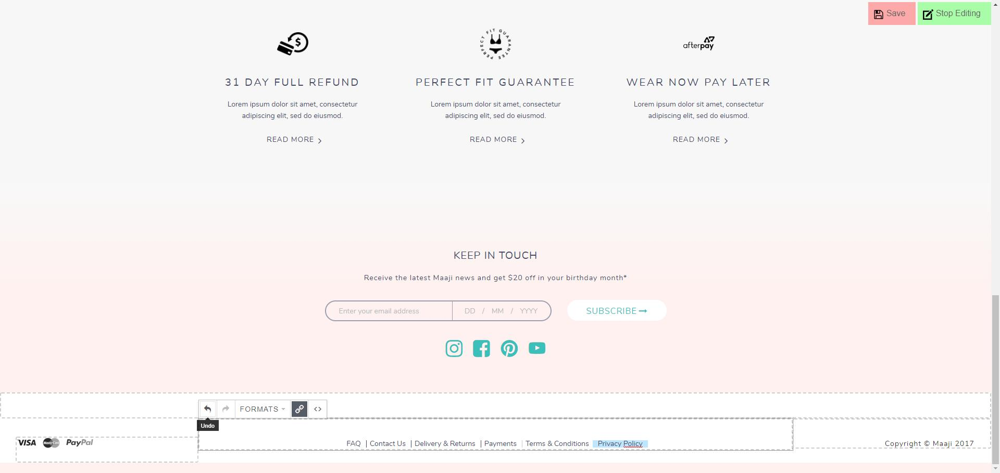 Save
Stop Editing
PERFECT FIT GUARANTEE
afterpay
31 DAY FULL REFUND
PERFECT FIT GUARANTEE
WEAR NOW PAY LATER
Lorem ipsum dolor sit amet, consectetur
adipiscing elit, sed do eiusmod.
Lorem ipsum dolor sit amet, consectetur
adipiscing elit, sed do eiusmod.
Lorem ipsum dolor sit amet, consectetur
adipiscing elit, sed do eiusmod.
READ MORE
READ MORE
READ MORE
KEEP IN TOUCH
Receive the latest Maaji news and get $20 off in your birthday month*
Enter your email address
DD / MM / YYYY
SUBSCRIBE
FORMATS
Undo
VISA MasterCard PayPal
FAQ | Contact Us | Delivery & Returns | Payments | Terms & Conditions Privacy Policy
Copyright © Maaji 2017